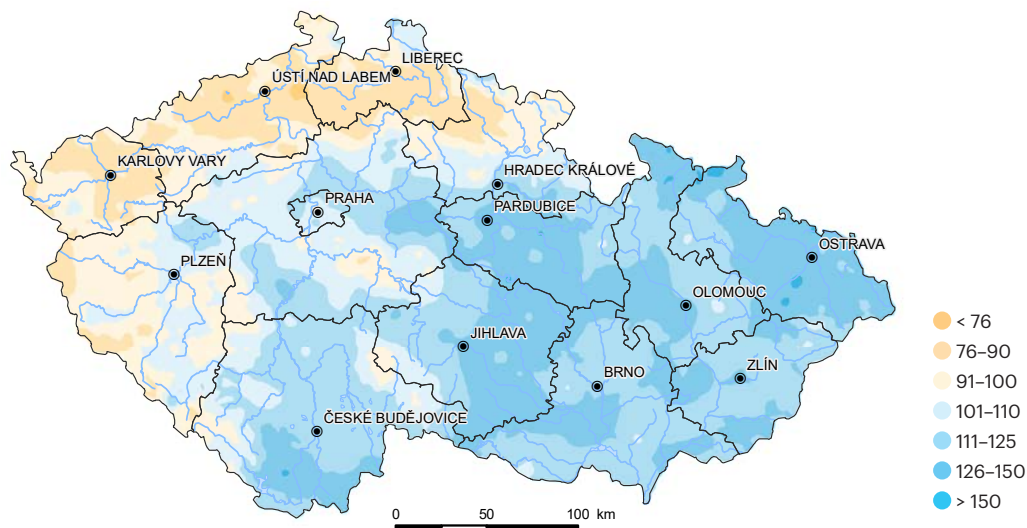 LIBEREC
ÚSTÍ NAD LABEM
KARLOVY VARY
HRADEC KRÁLOVÉ
PRAHA
PARDUBICE
OSTRAVA
PLZEŇ
OLOMOUC
JIHLAVA
BRNO
ZLÍN
ČESKÉ BUDĚJOVICE
< 76
76–90
91–100
101–110
111–125
126–150
> 150
0 50 100 km